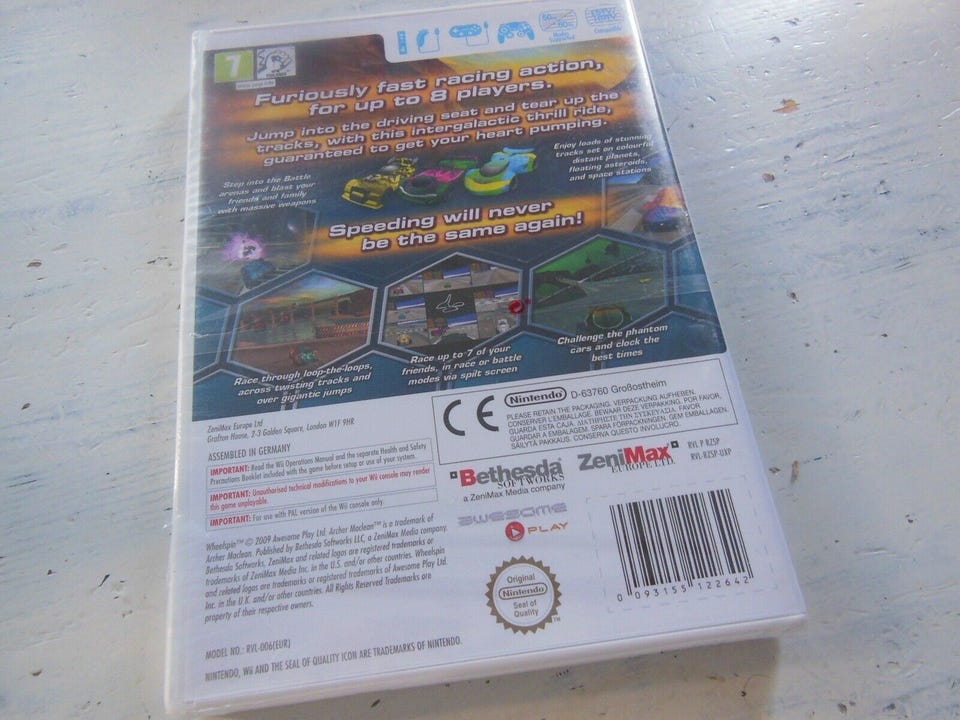 7
50Hz
60Hz
Modes
Supported
Compatible
Furiously fast racing action,
for up to 8 players.
Jump into the driving seat and tear up the
tracks, with this intergalactic thrill ride,
guaranteed to get your heart pumping.
Step into the Battle
arenas and blast your
friends and family
with massive weapons
Enjoy loads of stunning
tracks set on colourful
distant planets,
floating asteroids,
and space stations
Speeding will never
be the same again!
Race through loop-the-loops,
across twisting tracks and
over gigantic jumps
Race up to 7 of your
friends, in race or battle
modes via spilt screen
Challenge the phantom
cars and clock the
best times
ZeniMax Europe Ltd
Grafton House, 2-3 Golden Square, London W1F 9HR
ASSEMBLED IN GERMANY
IMPORTANT: Read the Wii Operations Manual and the separate Health and Safety
Precautions Booklet included with the game before setup or use of your system.
IMPORTANT: Unauthorised technical modifications to your Wii console may render
this game unplayable.
IMPORTANT: For use with PAL version of the Wii console only.
CE
Nintendo D-63760 Großostheim
PLEASE RETAIN THE PACKAGING. VERPACKUNG AUFHEBEN.
CONSERVER L'EMBALLAGE. BEWAAR DEZE VERPAKKING. POR FAVOR,
GUARDA ESTA CAJA. ΔΙΑΤΗΡΗΣΤΕ ΤΗΝ ΣΥΣΚΕΥΑΣΙΑ. FAVOR
GUARDAR A EMBALAGEM. SPARA FÖRPACKNINGEN. GEM EMBALLAGEN.
SÄILYTÄ PAKKAUS. CONSERVA QUESTO INVOLUCRO.
Bethesda
SOFTWORKS
a ZeniMax Media company
ZeniMax
EUROPE LTD.
RVL P RZSP
RVL-RZSP-UXP
AWESOME
PLAY
Wheelspin™ © 2009 Awesome Play Ltd. Archer Maclean™ is a trademark of
Archer Maclean. Published by Bethesda Softworks LLC, a ZeniMax Media company.
Bethesda Softworks, ZeniMax and related logos are registered trademarks or
trademarks of ZeniMax Media Inc. in the U.S. and/or other countries. Wheelspin
and related logos are trademarks or registered trademarks of Awesome Play Ltd.
Inc. in the U.K. and/or other countries. All Rights Reserved Trademarks are
property of their respective owners.
Original
Nintendo
Seal of
Quality
TM
0 093155 122642
MODEL NO.: RVL-006(EUR)
NINTENDO, Wii AND THE SEAL OF QUALITY ICON ARE TRADEMARKS OF NINTENDO.